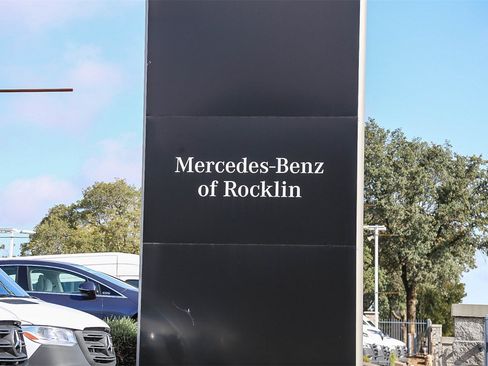 Mercedes-Benz
of Rocklin